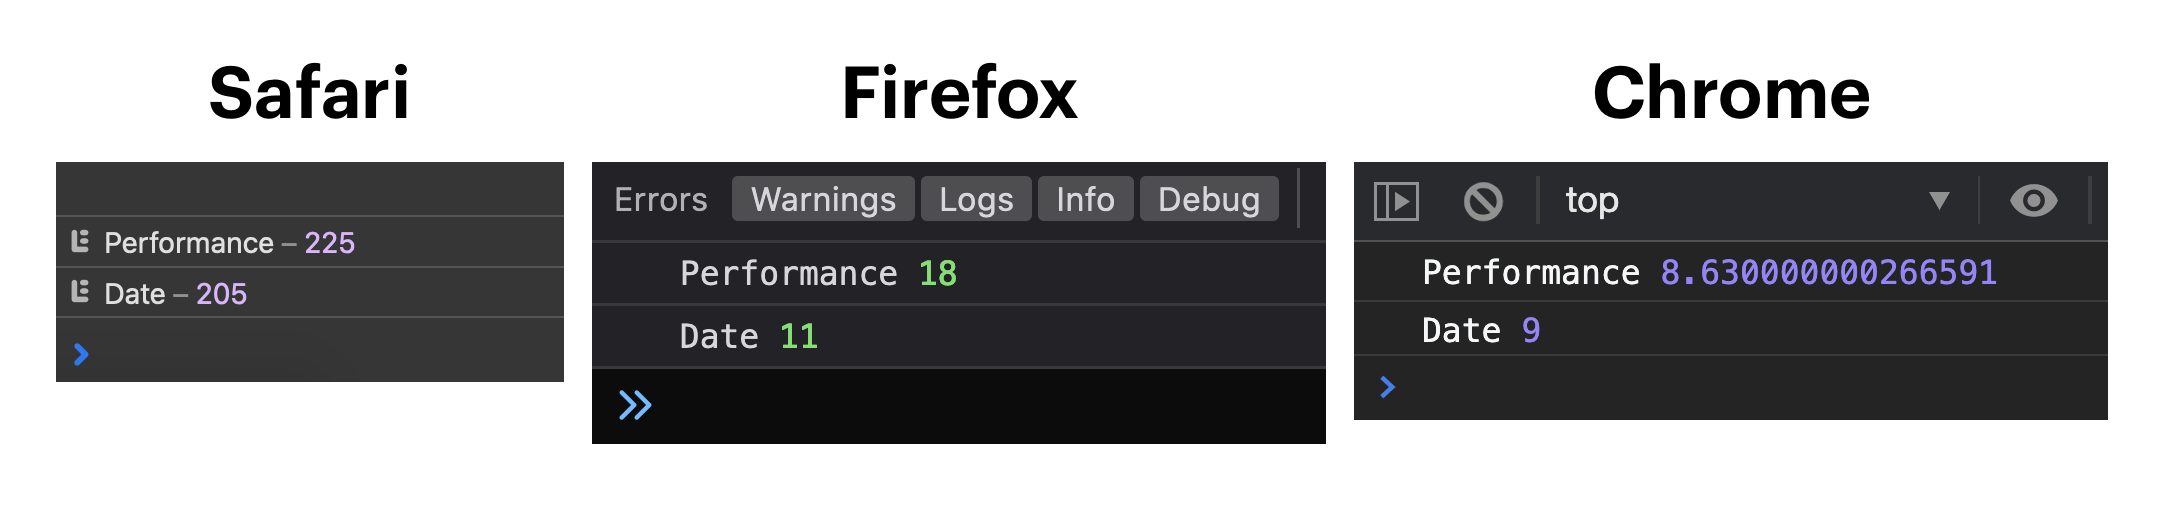 Safari
Performance – 225
Date – 205
Firefox
Errors Warnings Logs Info Debug
Performance 18
Date 11
Chrome
top
Performance 8.630000000266591
Date 9